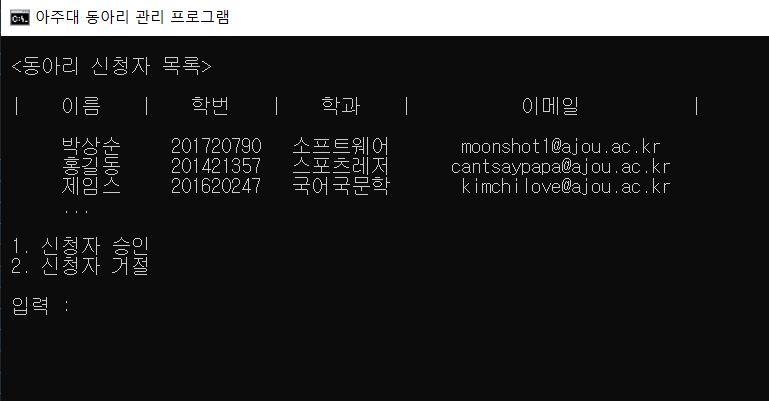 아주대 동아리 관리 프로그램
<동아리 신청자 목록>
| 이름 | 학번 | 학과 | 이메일 |
박상순 201720790 소프트웨어 moonshot1@ajou.ac.kr
홍길동 201421357 스포츠레저 cantsaypapa@ajou.ac.kr
제임스 201620247 국어국문학 kimchilove@ajou.ac.kr
...
1. 신청자 승인
2. 신청자 거절
입력 :